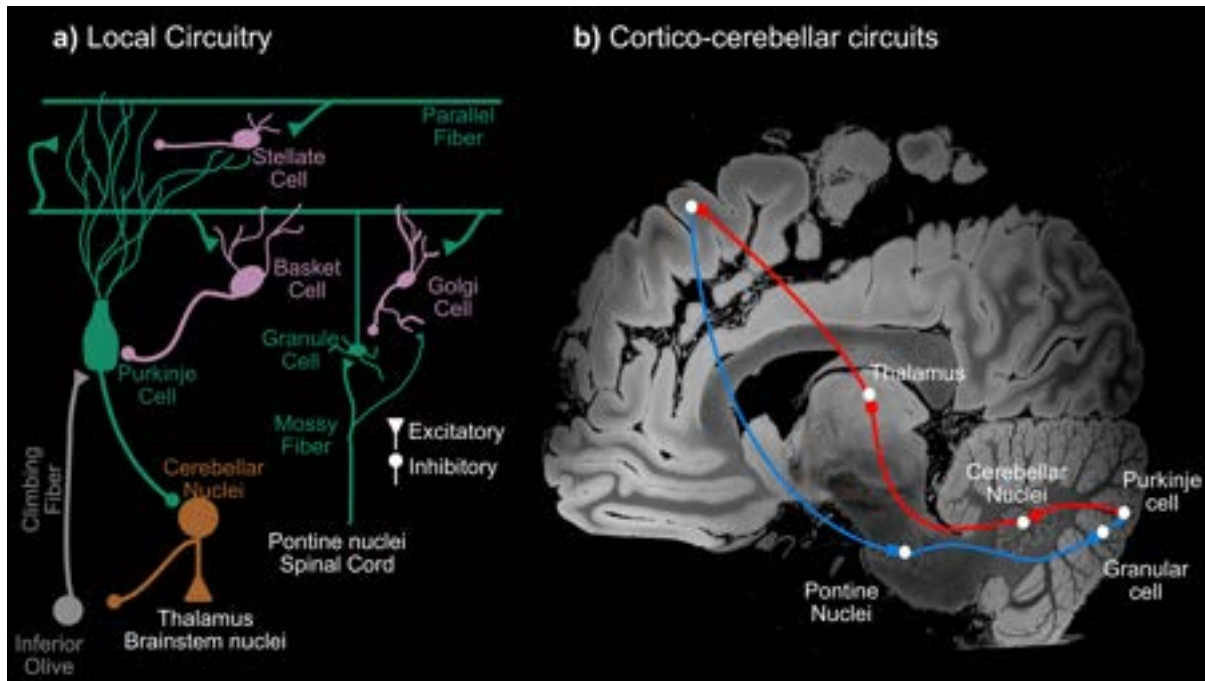 a) Local Circuitry
Parallel
Fiber
Stellate
Cell
Basket
Cell
Golgi
Cell
Granule
Cell
Purkinje
Cell
Mossy
Fiber
Excitatory
Inhibitory
Climbing
Fiber
Cerebellar
Nuclei
Pontine nuclei
Spinal Cord
Thalamus
Brainstem nuclei
Inferior
Olive
b) Cortico-cerebellar circuits
Thalamus
Cerebellar
Nuclei
Purkinje
cell
Pontine
Nuclei
Granular
cell